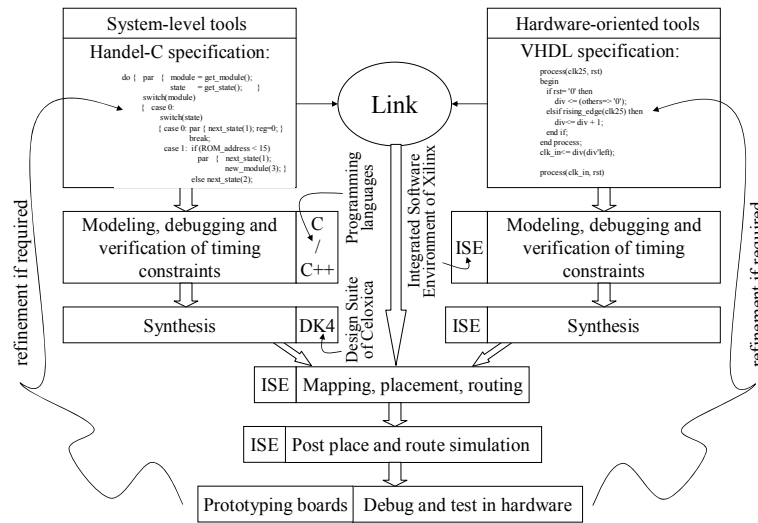 System-level tools
Handel-C specification:
do { par { module = get_module();
state = get_state(); }
switch(module)
{ case 0:
switch(state)
{ case 0: par { next_state(1); reg=0; }
break;
case 1: if (ROM_address < 15)
par { next_state(1);
new_module(3); }
else next_state(2);
Link
Hardware-oriented tools
VHDL specification:
process(clk25, rst)
begin
if rst= '0' then
div <= (others=> '0');
elsif rising_edge(clk25) then
div<= div + 1;
end if;
end process;
clk_in<= div(div'left);
process(clk_in, rst)
refinement if required
Modeling, debugging and
verification of timing
constraints
C
/
C++
Programming
languages
Integrated Software
Environment of Xilinx
ISE
Modeling, debugging and
verification of timing
constraints
refinement if required
Synthesis
DK4
Design Suite
of Celoxica
ISE
Synthesis
ISE
Mapping, placement, routing
ISE
Post place and route simulation
Prototyping boards
Debug and test in hardware